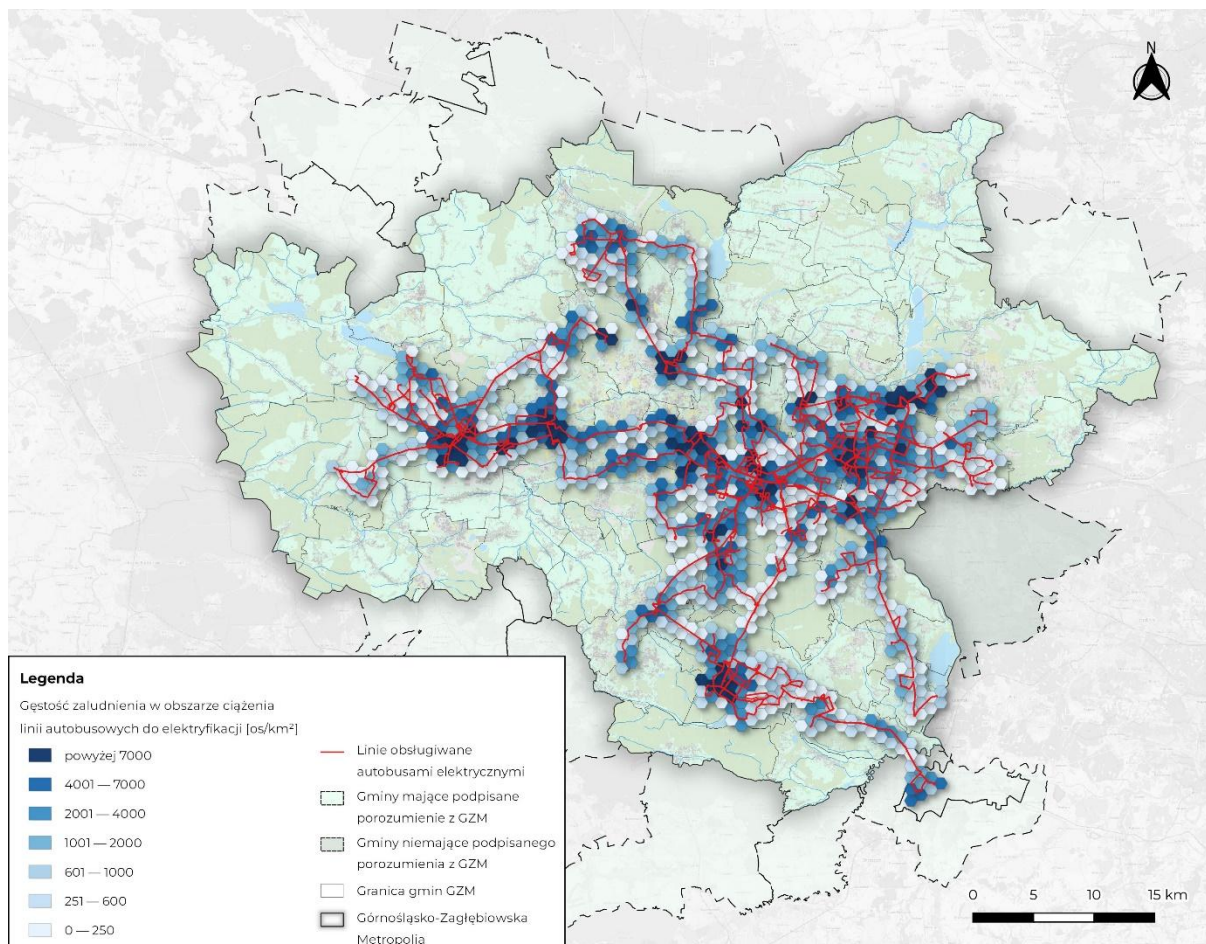 N
Legenda
Gęstość zaludnienia w obszarze ciążenia
linii autobusowych do elektryfikacji [os/km²]
powyżej 7000
4001 — 7000
2001 — 4000
1001 — 2000
601 — 1000
251 — 600
0 — 250
Linie obsługiwane
autobusami elektrycznymi
Gminy mające podpisane
porozumienie z GZM
Gminy niemające podpisanego
porozumienia z GZM
Granica gmin GZM
Górnośląsko-Zagłębiowska
Metropolia
0 5 10 15 km